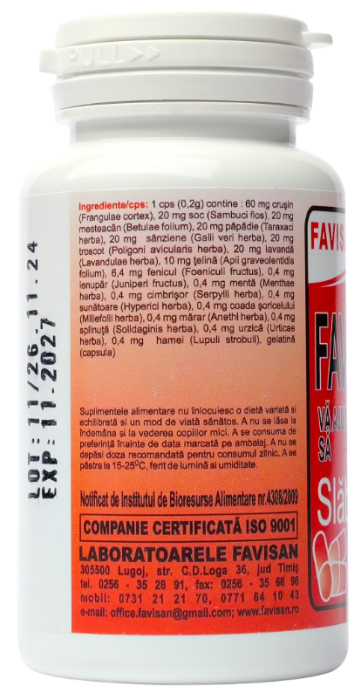 PULL >>
Ingrediente/cps: 1 cps (0,2g) contine : 60 mg crușin
(Frangulae cortex), 20 mg soc (Sambuci flos), 20 mg
mesteacăn (Betulae folium), 20 mg păpădie (Taraxaci
herba), 20 mg sânziene (Galii veri herba), 20 mg
troscot (Poligoni avicularis herba), 20 mg lavandă
(Lavandulae herba), 10 mg țelină (Apii graveolentidis
folium), 6,4 mg fenicul (Foeniculi fructus), 0,4 mg
ienupăr (Juniperi fructus), 0,4 mg mentă (Menthae
herba), 0,4 mg cimbrișor (Serpylli herba), 0,4 mg
sunătoare (Hyperici herba), 0,4 mg coada șoricelului
(Millefolii herba), 0,4 mg mărar (Anethi herba), 0,4 mg
splinuță (Solidaginis herba), 0,4 mg urzică (Urticae
herba), 0,4 mg hamei (Lupuli strobuli), gelatină
(capsula)
Suplimentele alimentare nu înlocuiesc o dietă variată și
echilibrată si un mod de viată sănătos. A nu se lăsa la
îndemâna si la vederea copiilor mici. A se consuma de
preferință înainte de data marcată pe ambalaj. A nu se
depăsi doza recomandată pentru consumul zilnic. A se
păstra la 15-25°C, ferit de lumină si umiditate.
Notificat de Institutul de Bioresurse Alimentare nr.4308/2009
COMPANIE CERTIFICATĂ ISO 9001
LABORATOARELE FAVISAN
305500 Lugoj, str. C.D.Loga 36, jud Timiș
tel. 0256 - 35 28 91, fax: 0256 - 35 66 96
mobil: 0731 21 21 70, 0771 64 10 43
e-mail: office.favisan@gmail.com; www.favisan.ro
LOT: 11/26.11.24
EXP: 11.2027
FAVIS
FA
SĂ
Slă